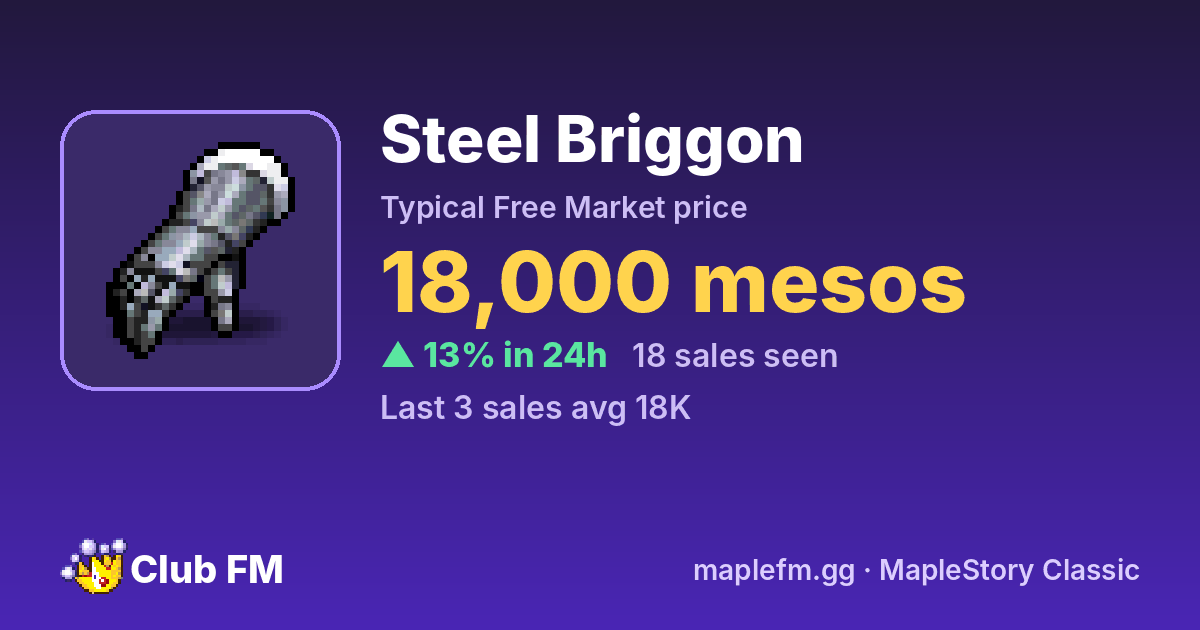 Steel Briggon
Typical Free Market price
18,000 mesos
▲ 13% in 24h 18 sales seen
Last 3 sales avg 18K
Club FM
maplefm.gg · MapleStory Classic